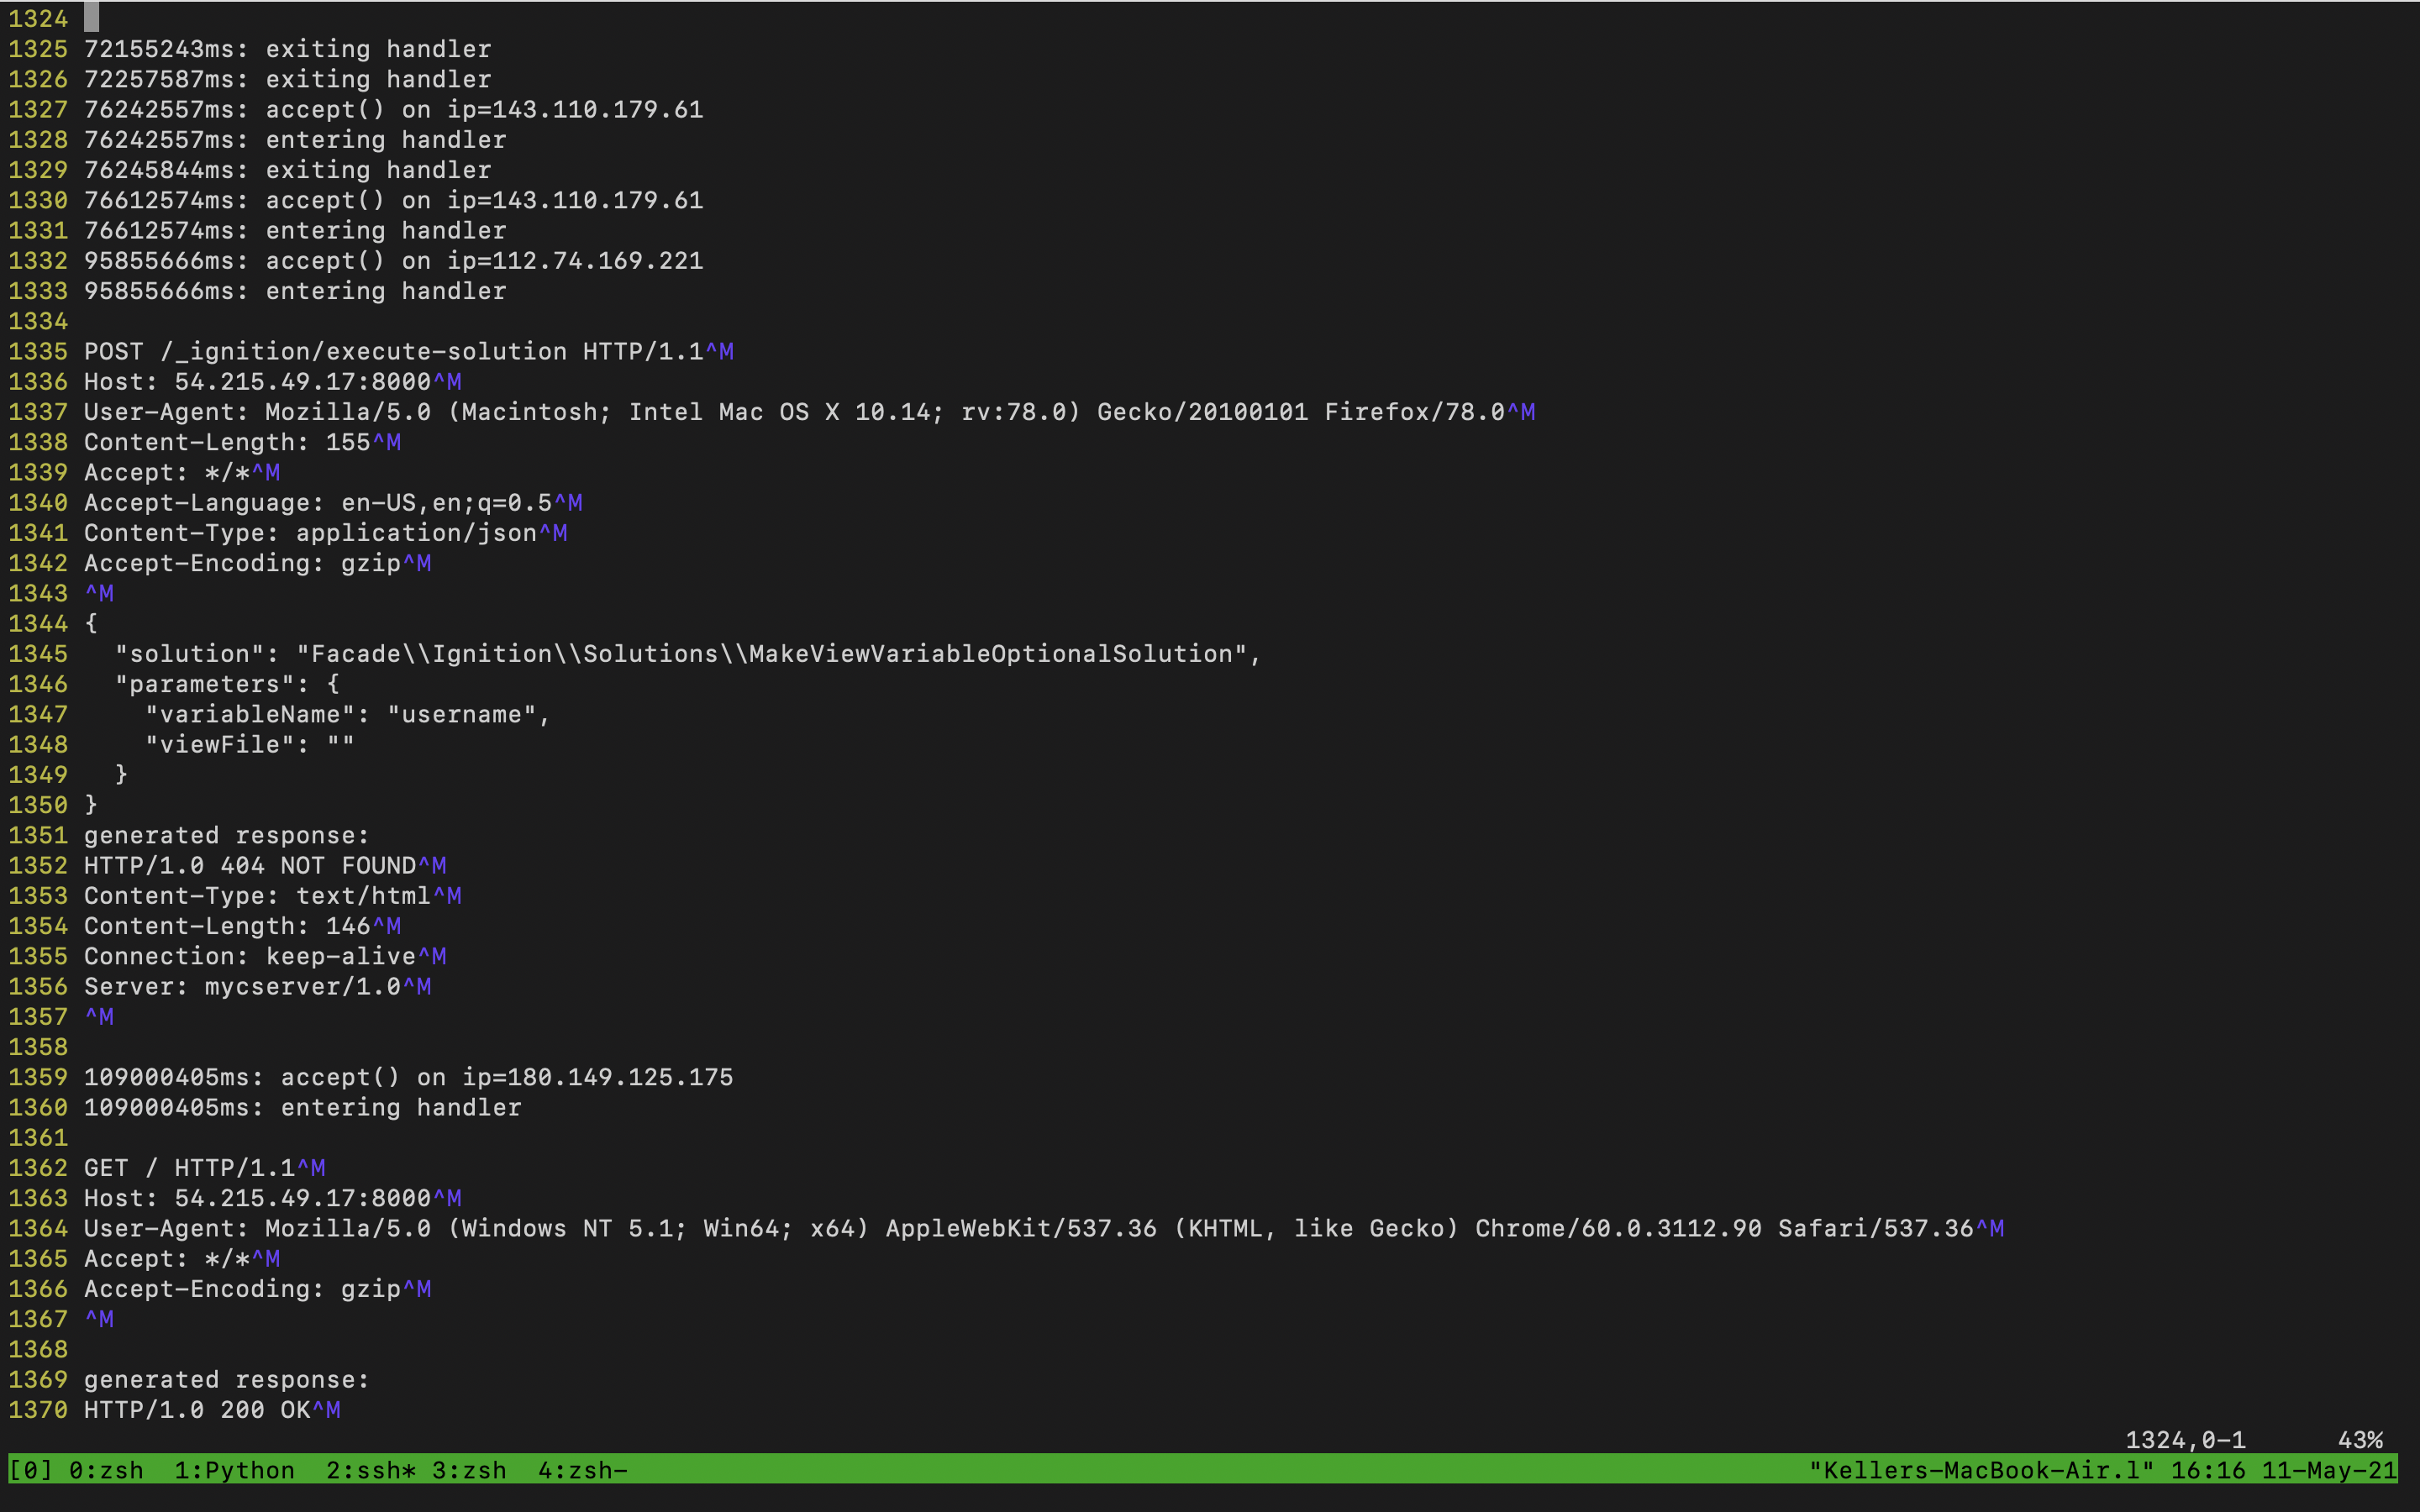 1324
1325 72155243ms: exiting handler
1326 72257587ms: exiting handler
1327 76242557ms: accept() on ip=143.110.179.61
1328 76242557ms: entering handler
1329 76245844ms: exiting handler
1330 76612574ms: accept() on ip=143.110.179.61
1331 76612574ms: entering handler
1332 95855666ms: accept() on ip=112.74.169.221
1333 95855666ms: entering handler
1334
1335 POST /_ignition/execute-solution HTTP/1.1^M
1336 Host: 54.215.49.17:8000^M
1337 User-Agent: Mozilla/5.0 (Macintosh; Intel Mac OS X 10.14; rv:78.0) Gecko/20100101 Firefox/78.0^M
1338 Content-Length: 155^M
1339 Accept: */*^M
1340 Accept-Language: en-US,en;q=0.5^M
1341 Content-Type: application/json^M
1342 Accept-Encoding: gzip^M
1343 ^M
1344 {
1345   "solution": "Facade\\Ignition\\Solutions\\MakeViewVariableOptionalSolution",
1346   "parameters": {
1347     "variableName": "username",
1348     "viewFile": ""
1349   }
1350 }
1351 generated response:
1352 HTTP/1.0 404 NOT FOUND^M
1353 Content-Type: text/html^M
1354 Content-Length: 146^M
1355 Connection: keep-alive^M
1356 Server: mycserver/1.0^M
1357 ^M
1358
1359 109000405ms: accept() on ip=180.149.125.175
1360 109000405ms: entering handler
1361
1362 GET / HTTP/1.1^M
1363 Host: 54.215.49.17:8000^M
1364 User-Agent: Mozilla/5.0 (Windows NT 5.1; Win64; x64) AppleWebKit/537.36 (KHTML, like Gecko) Chrome/60.0.3112.90 Safari/537.36^M
1365 Accept: */*^M
1366 Accept-Encoding: gzip^M
1367 ^M
1368
1369 generated response:
1370 HTTP/1.0 200 OK^M
1324,0-1 43%
[0] 0:zsh 1:Python 2:ssh* 3:zsh 4:zsh- "Kellers-MacBook-Air.l" 16:16 11-May-21